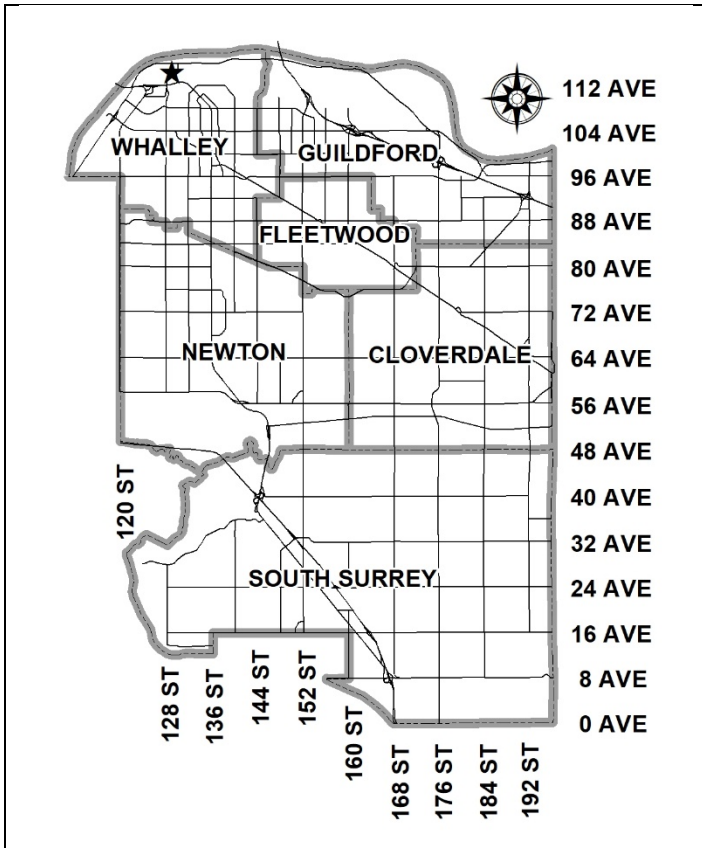 112 AVE
104 AVE
WHALLEY
GUILDFORD
96 AVE
88 AVE
FLEETWOOD
80 AVE
72 AVE
NEWTON
CLOVERDALE
64 AVE
56 AVE
48 AVE
120 ST
40 AVE
32 AVE
SOUTH SURREY
24 AVE
16 AVE
8 AVE
0 AVE
128 ST
136 ST
144 ST
152 ST
160 ST
168 ST
176 ST
184 ST
192 ST